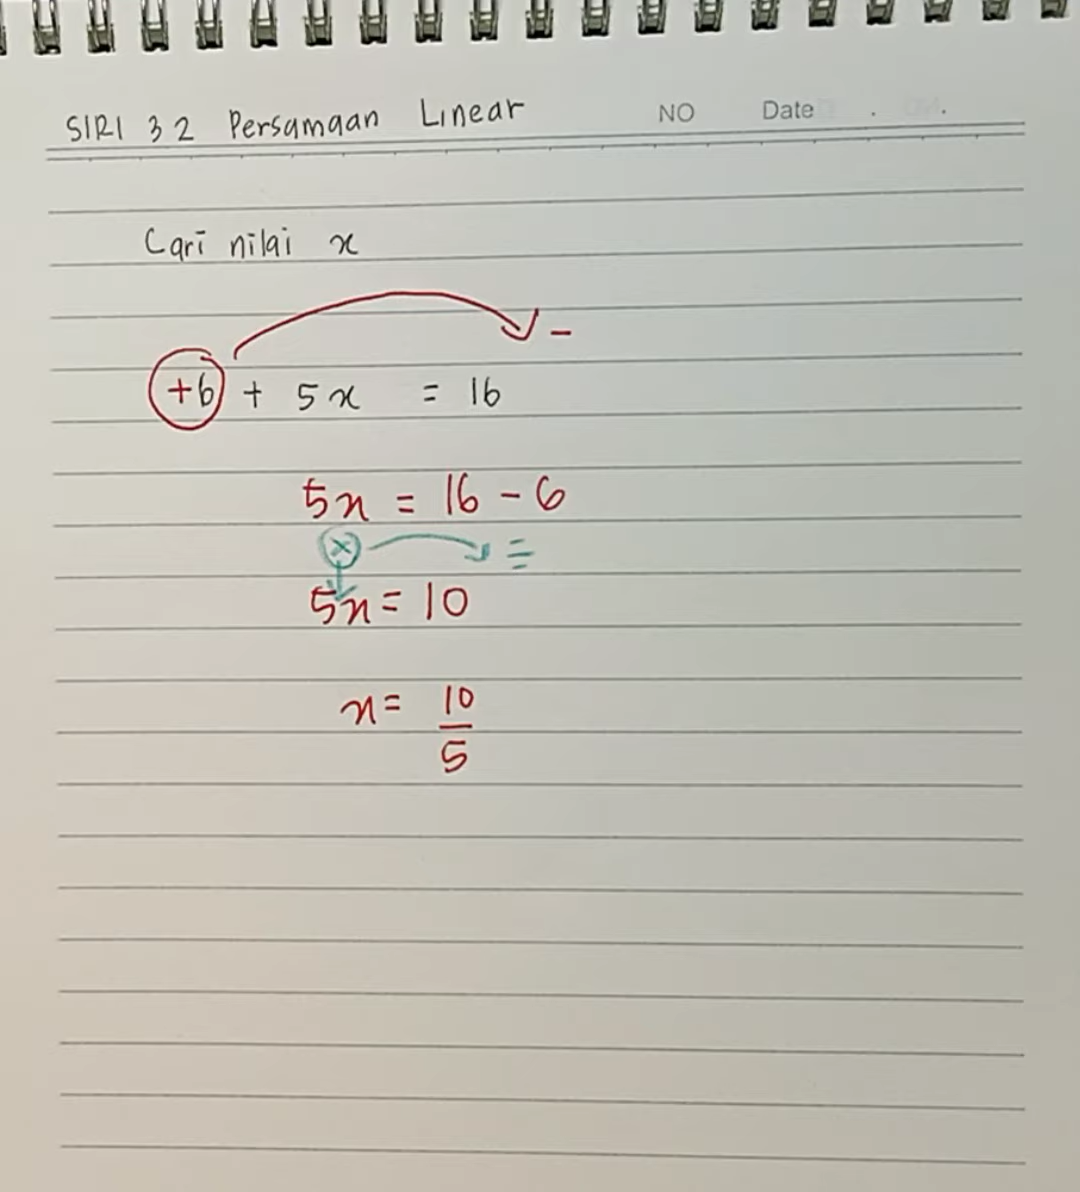 SIRI 32 Persamaan Linear NO Date . .
Cari nilai x
-
+6 + 5x = 16
5x = 16 - 6
× ÷
5x = 10
x = 10
5